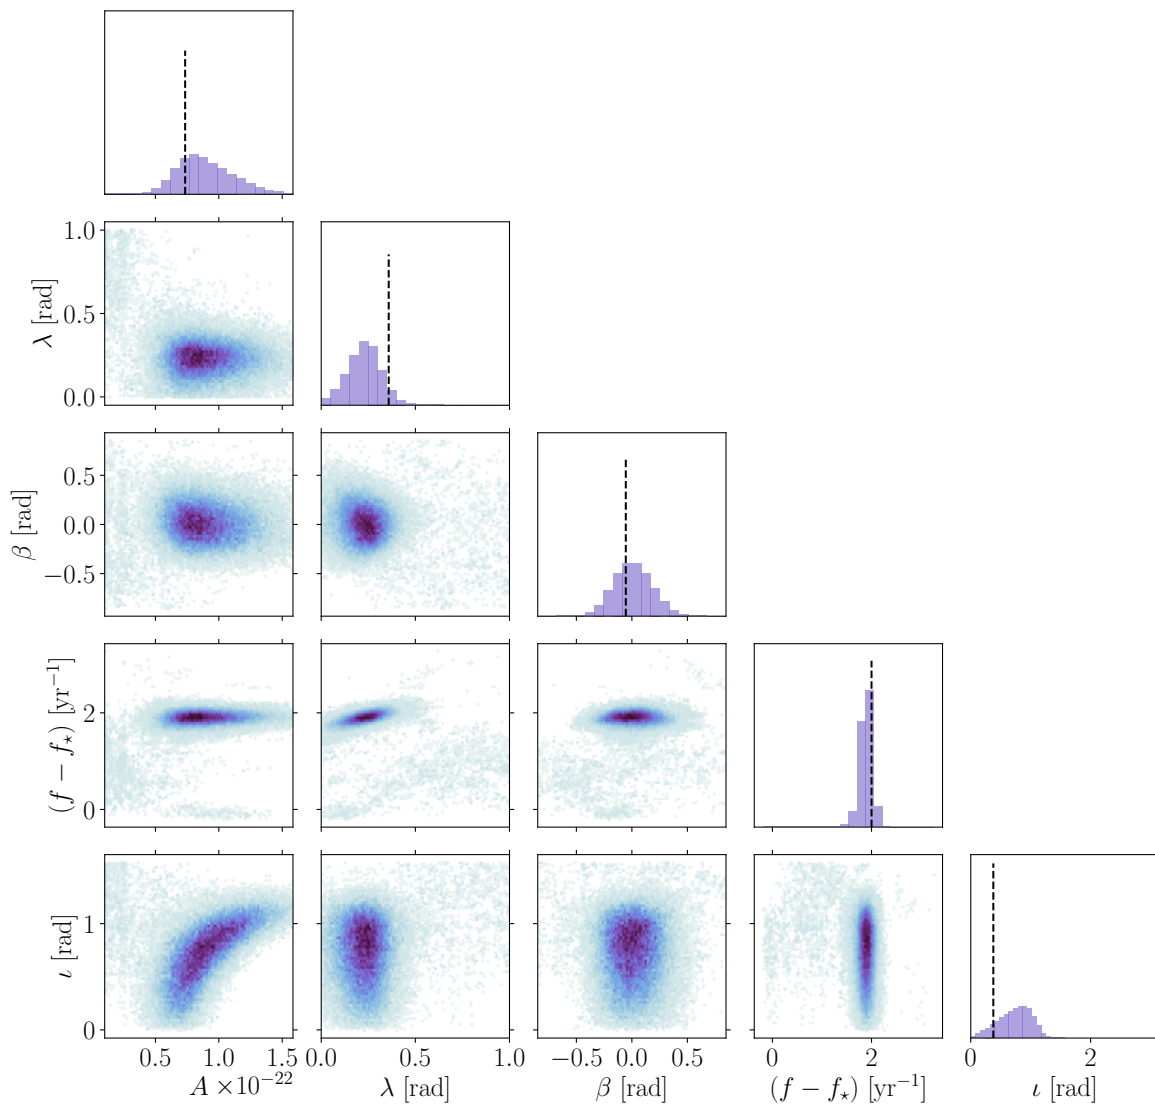 1.0
0.5
0.0
λ [rad]
0.5
0.0
−0.5
β [rad]
2
0
(f − f⋆) [yr⁻¹]
1
0
ι [rad]
0.5 1.0 1.5
0.0 0.5 1.0
−0.5 0.0 0.5
0 2
0 2
A ×10⁻²²
λ [rad]
β [rad]
(f − f⋆) [yr⁻¹]
ι [rad]